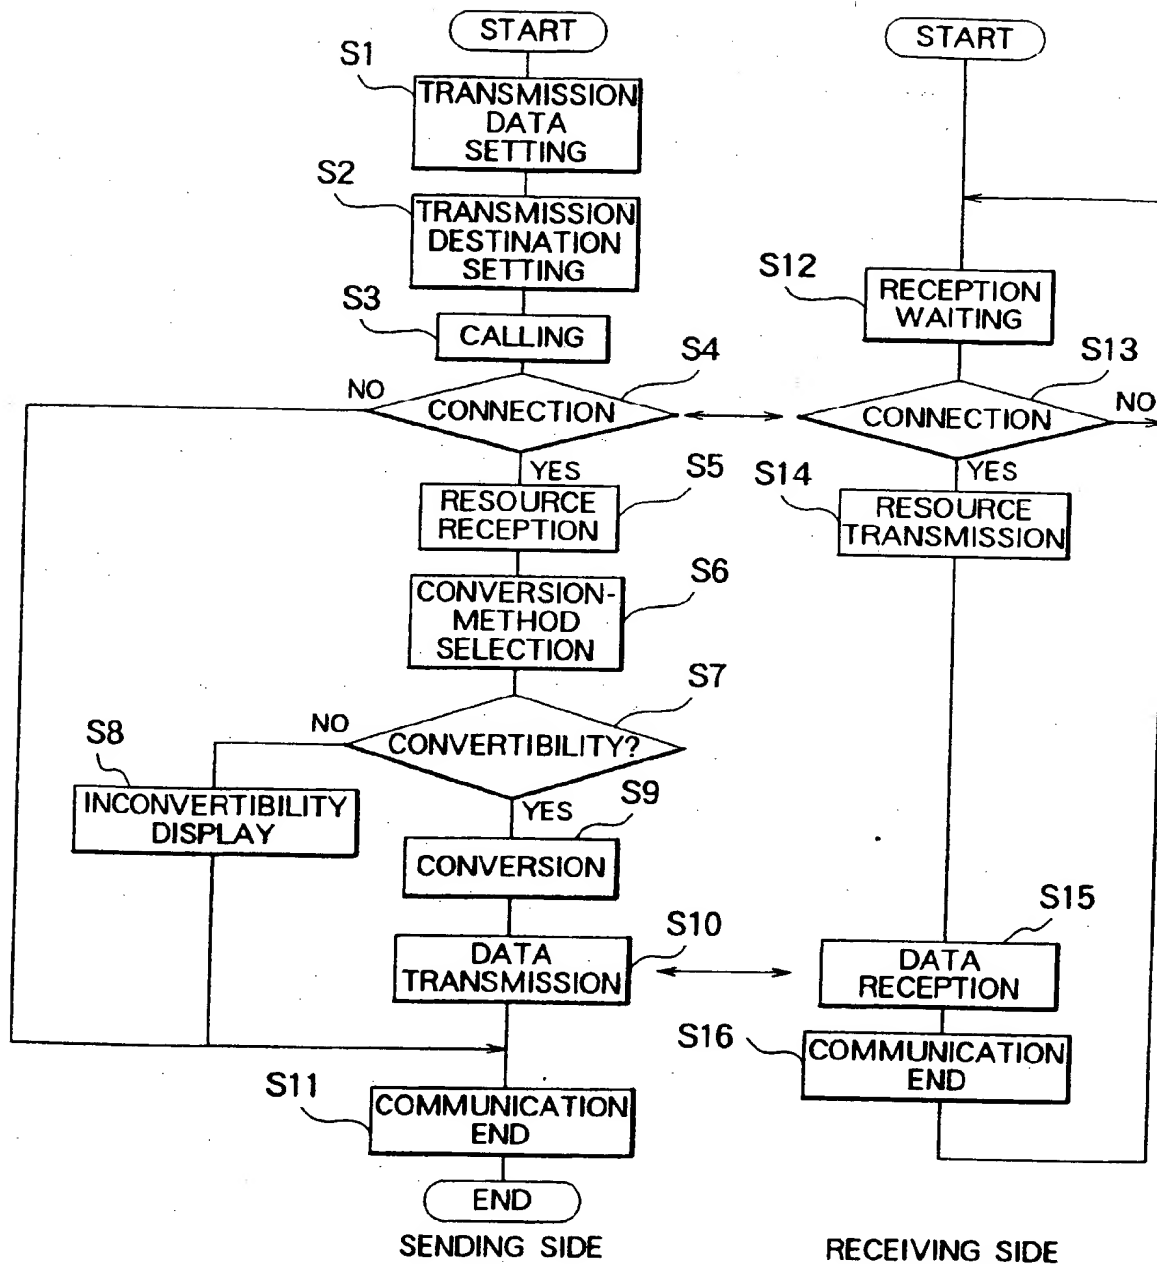 START
S1
TRANSMISSION
DATA
SETTING
S2
TRANSMISSION
DESTINATION
SETTING
S3
CALLING
S4
NO
CONNECTION
YES
S5
RESOURCE
RECEPTION
S6
CONVERSION-
METHOD
SELECTION
S7
NO
CONVERTIBILITY?
S8
INCONVERTIBILITY
DISPLAY
YES
S9
CONVERSION
S10
DATA
TRANSMISSION
S11
COMMUNICATION
END
END
SENDING SIDE
START
S12
RECEPTION
WAITING
S13
CONNECTION
NO
YES
S14
RESOURCE
TRANSMISSION
S15
DATA
RECEPTION
S16
COMMUNICATION
END
RECEIVING SIDE